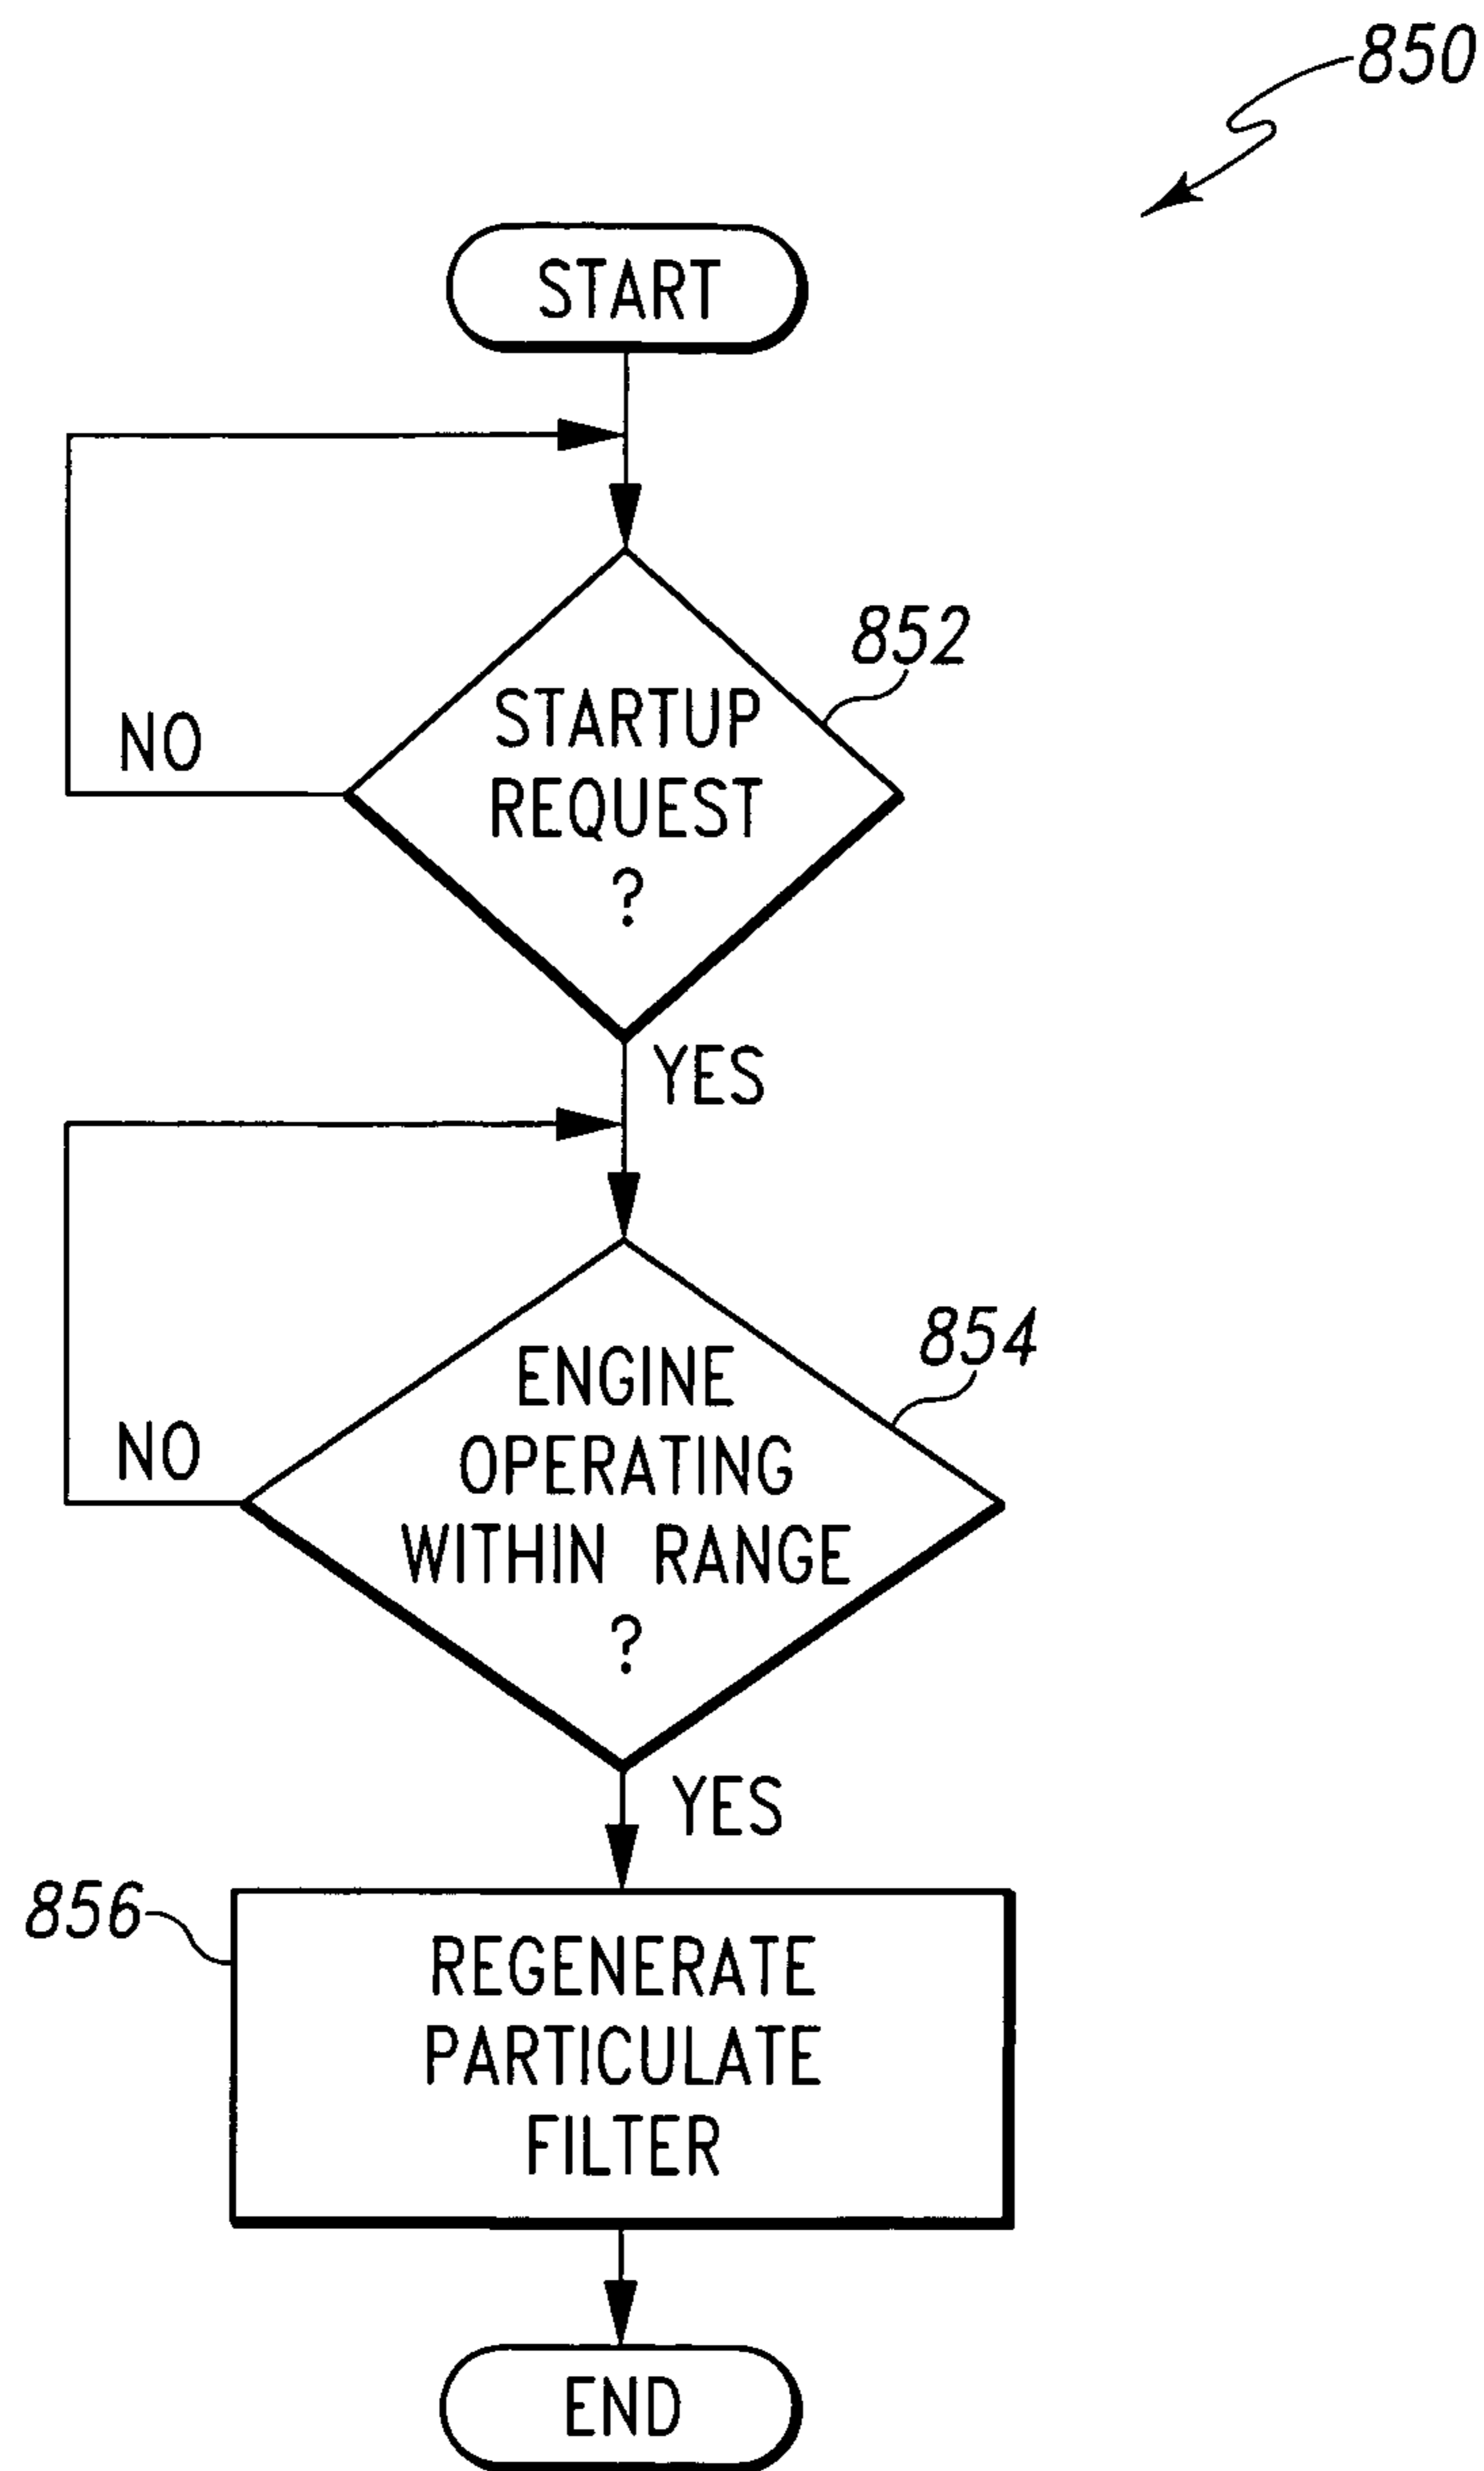 850
START
852
STARTUP
REQUEST
?
NO
YES
854
ENGINE
OPERATING
WITHIN RANGE
?
NO
YES
856
REGENERATE
PARTICULATE
FILTER
END